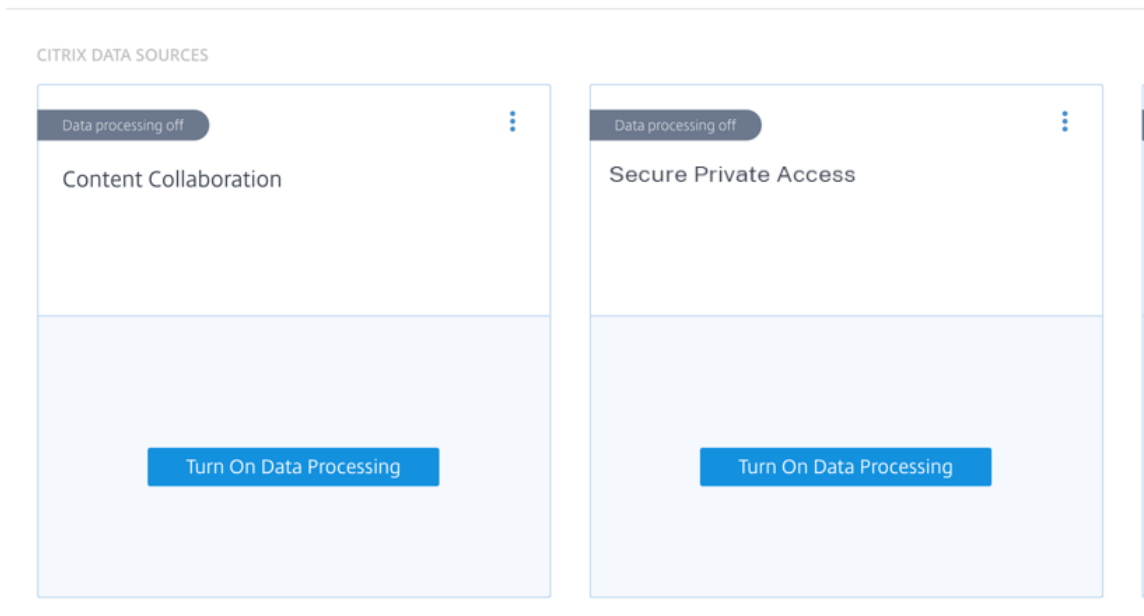 CITRIX DATA SOURCES
Data processing off
Content Collaboration
Turn On Data Processing
Data processing off
Secure Private Access
Turn On Data Processing